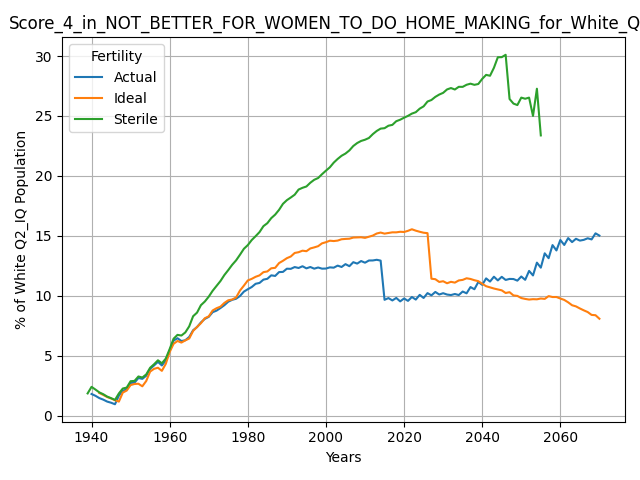 Score_4_in_NOT_BETTER_FOR_WOMEN_TO_DO_HOME_MAKING_for_White_Q
Fertility
Actual
Ideal
Sterile
% of White Q2_IQ Population
30
25
20
15
10
5
0
1940 1960 1980 2000 2020 2040 2060
Years